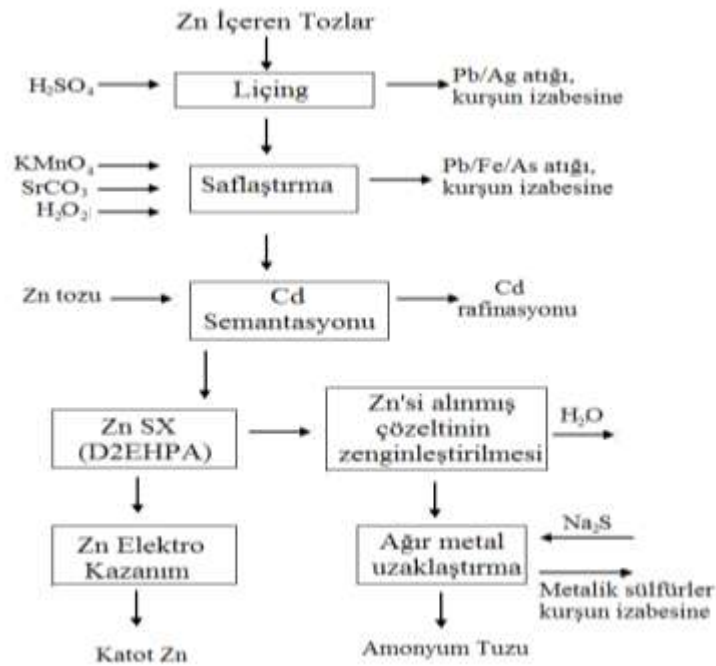 Zn İçeren Tozlar
H₂SO₄
Liçing
Pb/Ag atığı,
kurşun izabesine
KMnO₄
SrCO₃
H₂O₂
Saflaştırma
Pb/Fe/As atığı,
kurşun izabesine
Zn tozu
Cd
Semantasyonu
Cd
rafinasyonu
Zn SX
(D2EHPA)
Zn'si alınmış
çözeltinin
zenginleştirilmesi
H₂O
Zn Elektro
Kazanım
Ağır metal
uzaklaştırma
Na₂S
Metalik sülfürler
kurşun izabesine
Katot Zn
Amonyum Tuzu